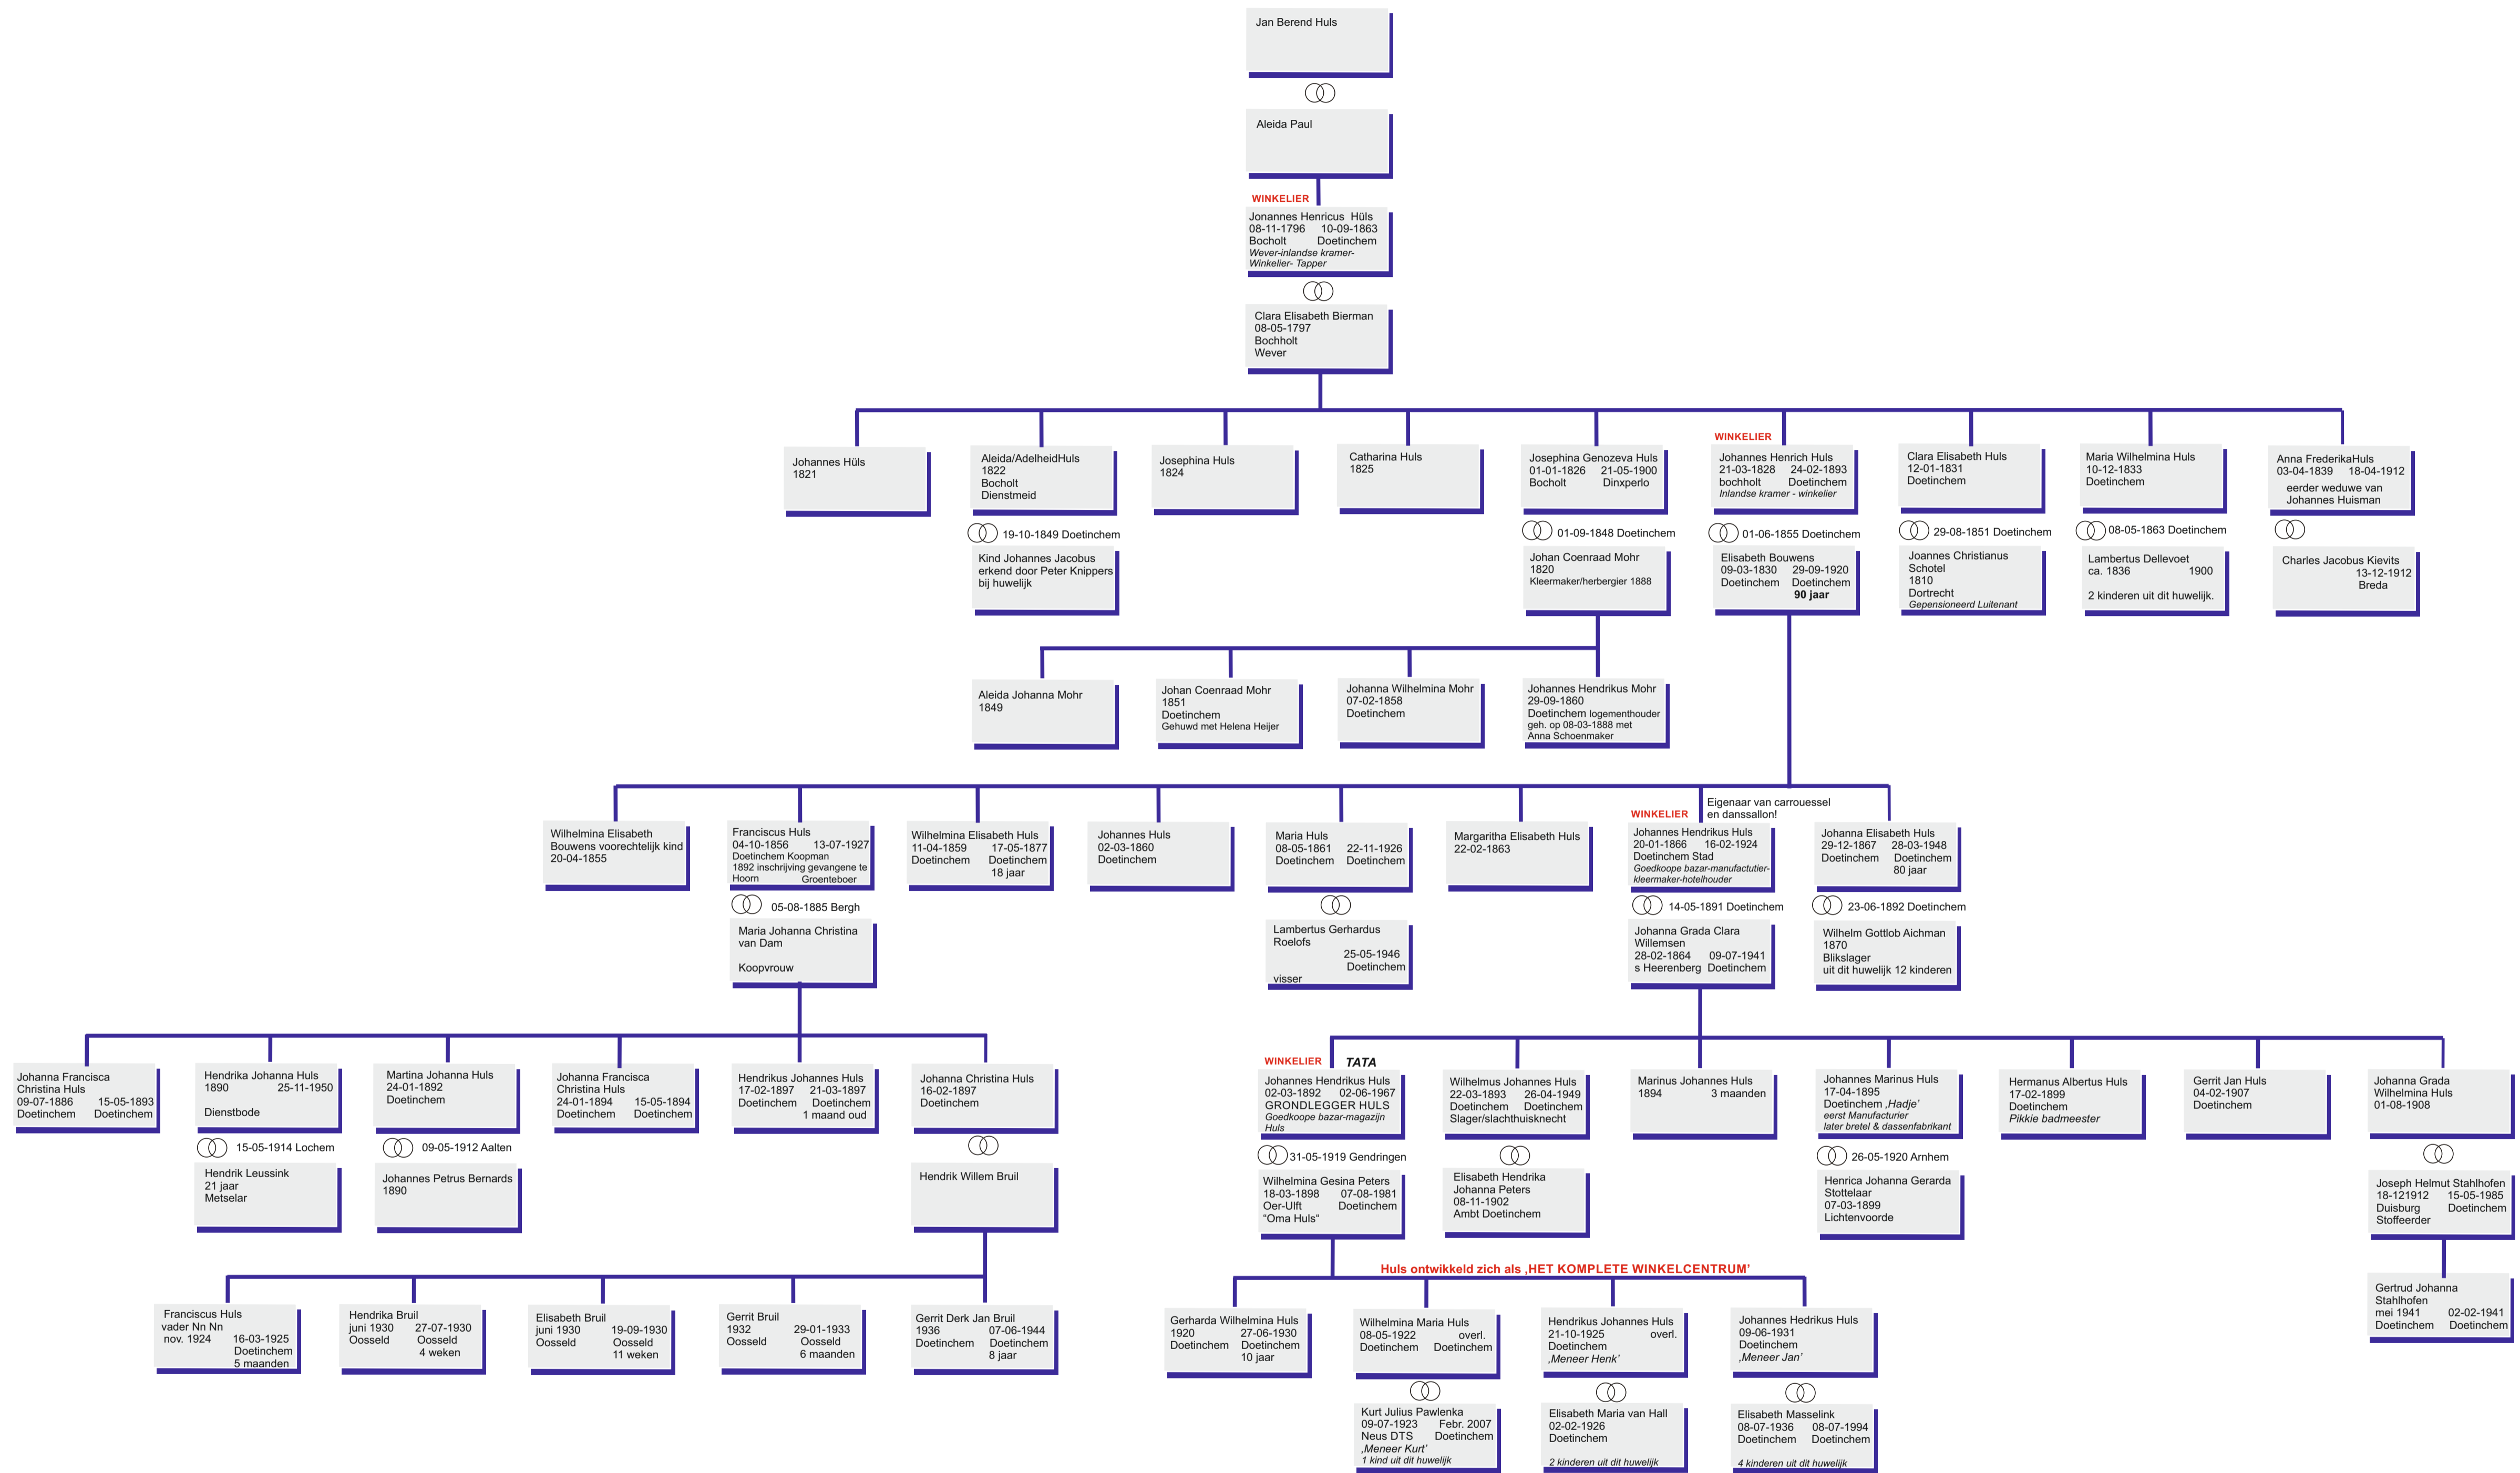 Jan Berend Huls
Aleida Paul
WINKELIER
Jonannes Henricus Hüls
08-11-1796 10-09-1863
Bocholt Doetinchem
Wever-inlandse kramer-
Winkelier- Tapper
Clara Elisabeth Bierman
08-05-1797
Bochholt
Wever
Johannes Hüls
1821
Aleida/AdelheidHuls
1822
Bocholt
Dienstmeid
19-10-1849 Doetinchem
Kind Johannes Jacobus
erkend door Peter Knippers
bij huwelijk
Josephina Huls
1824
Catharina Huls
1825
Josephina Genozeva Huls
01-01-1826 21-05-1900
Bocholt Dinxperlo
01-09-1848 Doetinchem
Johan Coenraad Mohr
1820
Kleermaker/herbergier 1888
WINKELIER
Johannes Henrich Huls
21-03-1828 24-02-1893
bochholt Doetinchem
Inlandse kramer - winkelier
01-06-1855 Doetinchem
Elisabeth Bouwens
09-03-1830 29-09-1920
Doetinchem Doetinchem
90 jaar
Clara Elisabeth Huls
12-01-1831
Doetinchem
29-08-1851 Doetinchem
Joannes Christianus
Schotel
1810
Dortrecht
Gepensioneerd Luitenant
Maria Wilhelmina Huls
10-12-1833
Doetinchem
08-05-1863 Doetinchem
Lambertus Dellevoet
ca. 1836 1900
2 kinderen uit dit huwelijk.
Anna FrederikaHuls
03-04-1839 18-04-1912
eerder weduwe van
Johannes Huisman
Charles Jacobus Kievits
13-12-1912
Breda
Aleida Johanna Mohr
1849
Johan Coenraad Mohr
1851
Doetinchem
Gehuwd met Helena Heijer
Johanna Wilhelmina Mohr
07-02-1858
Doetinchem
Johannes Hendrikus Mohr
29-09-1860
Doetinchem logementhouder
geh. op 08-03-1888 met
Anna Schoenmaker
Wilhelmina Elisabeth
Bouwens voorechtelijk kind
20-04-1855
Franciscus Huls
04-10-1856 13-07-1927
Doetinchem Koopman
1892 inschrijving gevangene te
Hoorn Groenteboer
05-08-1885 Bergh
Maria Johanna Christina
van Dam
Koopvrouw
Wilhelmina Elisabeth Huls
11-04-1859 17-05-1877
Doetinchem Doetinchem
18 jaar
Johannes Huls
02-03-1860
Doetinchem
Maria Huls
08-05-1861 22-11-1926
Doetinchem Doetinchem
Lambertus Gerhardus
Roelofs
25-05-1946
Doetinchem
visser
Margaritha Elisabeth Huls
22-02-1863
WINKELIER
Eigenaar van carrouessel
en danssallon!
Johannes Hendrikus Huls
20-01-1866 16-02-1924
Doetinchem Stad
Goedkoope bazar-manufactutier-
kleermaker-hotelhouder
14-05-1891 Doetinchem
Johanna Grada Clara
Willemsen
28-02-1864 09-07-1941
s Heerenberg Doetinchem
Johanna Elisabeth Huls
29-12-1867 28-03-1948
Doetinchem Doetinchem
80 jaar
23-06-1892 Doetinchem
Wilhelm Gottlob Aichman
1870
Blikslager
uit dit huwelijk 12 kinderen
Johanna Francisca
Christina Huls
09-07-1886 15-05-1893
Doetinchem Doetinchem
Hendrika Johanna Huls
1890 25-11-1950
Dienstbode
15-05-1914 Lochem
Hendrik Leussink
21 jaar
Metselar
Martina Johanna Huls
24-01-1892
Doetinchem
09-05-1912 Aalten
Johannes Petrus Bernards
1890
Johanna Francisca
Christina Huls
24-01-1894 15-05-1894
Doetinchem Doetinchem
Hendrikus Johannes Huls
17-02-1897 21-03-1897
Doetinchem Doetinchem
1 maand oud
Johanna Christina Huls
16-02-1897
Doetinchem
Hendrik Willem Bruil
WINKELIER TATA
Johannes Hendrikus Huls
02-03-1892 02-06-1967
GRONDLEGGER HULS
Goedkoope bazar-magazijn
Huls
31-05-1919 Gendringen
Wilhelmina Gesina Peters
18-03-1898 07-08-1981
Oer-Ulft Doetinchem
"Oma Huls"
Wilhelmus Johannes Huls
22-03-1893 26-04-1949
Doetinchem Doetinchem
Slager/slachthuisknecht
Elisabeth Hendrika
Johanna Peters
08-11-1902
Ambt Doetinchem
Marinus Johannes Huls
1894 3 maanden
Johannes Marinus Huls
17-04-1895
Doetinchem ‚Hadje'
eerst Manufacturier
later bretel & dassenfabrikant
26-05-1920 Arnhem
Henrica Johanna Gerarda
Stottelaar
07-03-1899
Lichtenvoorde
Hermanus Albertus Huls
17-02-1899
Doetinchem
Pikkie badmeester
Gerrit Jan Huls
04-02-1907
Doetinchem
Johanna Grada
Wilhelmina Huls
01-08-1908
Joseph Helmut Stahlhofen
18-121912 15-05-1985
Duisburg Doetinchem
Stoffeerder
Gertrud Johanna
Stahlhofen
mei 1941 02-02-1941
Doetinchem Doetinchem
Franciscus Huls
vader Nn Nn
nov. 1924 16-03-1925
Doetinchem
5 maanden
Hendrika Bruil
juni 1930 27-07-1930
Oosseld Oosseld
4 weken
Elisabeth Bruil
juni 1930 19-09-1930
Oosseld Oosseld
11 weken
Gerrit Bruil
1932 29-01-1933
Oosseld Oosseld
6 maanden
Gerrit Derk Jan Bruil
1936 07-06-1944
Doetinchem Doetinchem
8 jaar
Huls ontwikkeld zich als ‚HET KOMPLETE WINKELCENTRUM'
Gerharda Wilhelmina Huls
1920 27-06-1930
Doetinchem Doetinchem
10 jaar
Wilhelmina Maria Huls
08-05-1922 overl.
Doetinchem Doetinchem
Kurt Julius Pawlenka
09-07-1923 Febr. 2007
Neus DTS Doetinchem
‚Meneer Kurt'
1 kind uit dit huwelijk
Hendrikus Johannes Huls
21-10-1925 overl.
Doetinchem
‚Meneer Henk'
Elisabeth Maria van Hall
02-02-1926
Doetinchem
2 kinderen uit dit huwelijk
Johannes Hedrikus Huls
09-06-1931
Doetinchem
‚Meneer Jan'
Elisabeth Masselink
08-07-1936 08-07-1994
Doetinchem Doetinchem
4 kinderen uit dit huwelijk